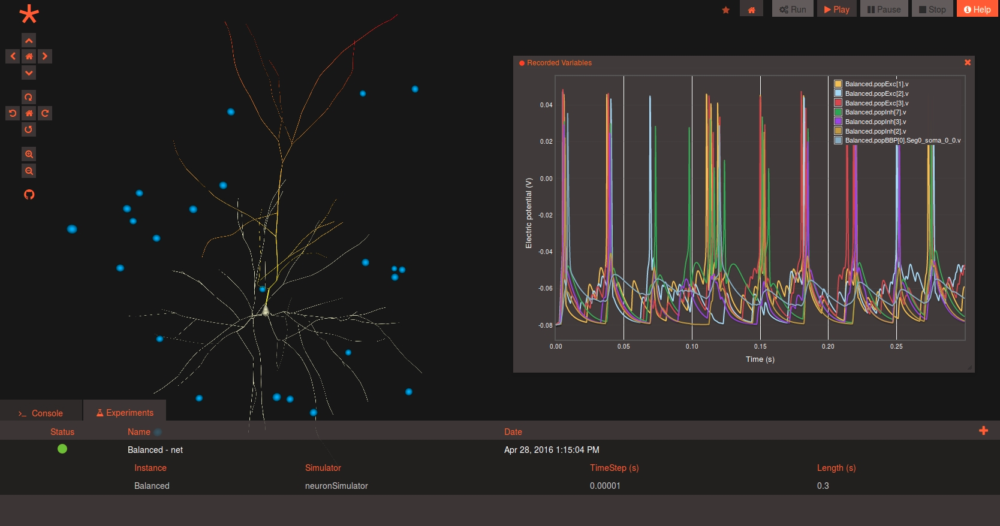 Run Play Pause Stop Help
Recorded Variables
Balanced.popExc[1].v
Balanced.popExc[2].v
Balanced.popExc[3].v
Balanced.popInh[7].v
Balanced.popInh[3].v
Balanced.popInh[2].v
Balanced.popBBP[0].Seg0_soma_0_0.v
0.04
0.02
0.00
-0.02
-0.04
-0.06
-0.08
Electric potential (V)
0.00 0.05 0.10 0.15 0.20 0.25
Time (s)
Console Experiments
Status Name Date
Balanced - net Apr 28, 2016 1:15:04 PM
Instance Simulator TimeStep (s) Length (s)
Balanced neuronSimulator 0.00001 0.3